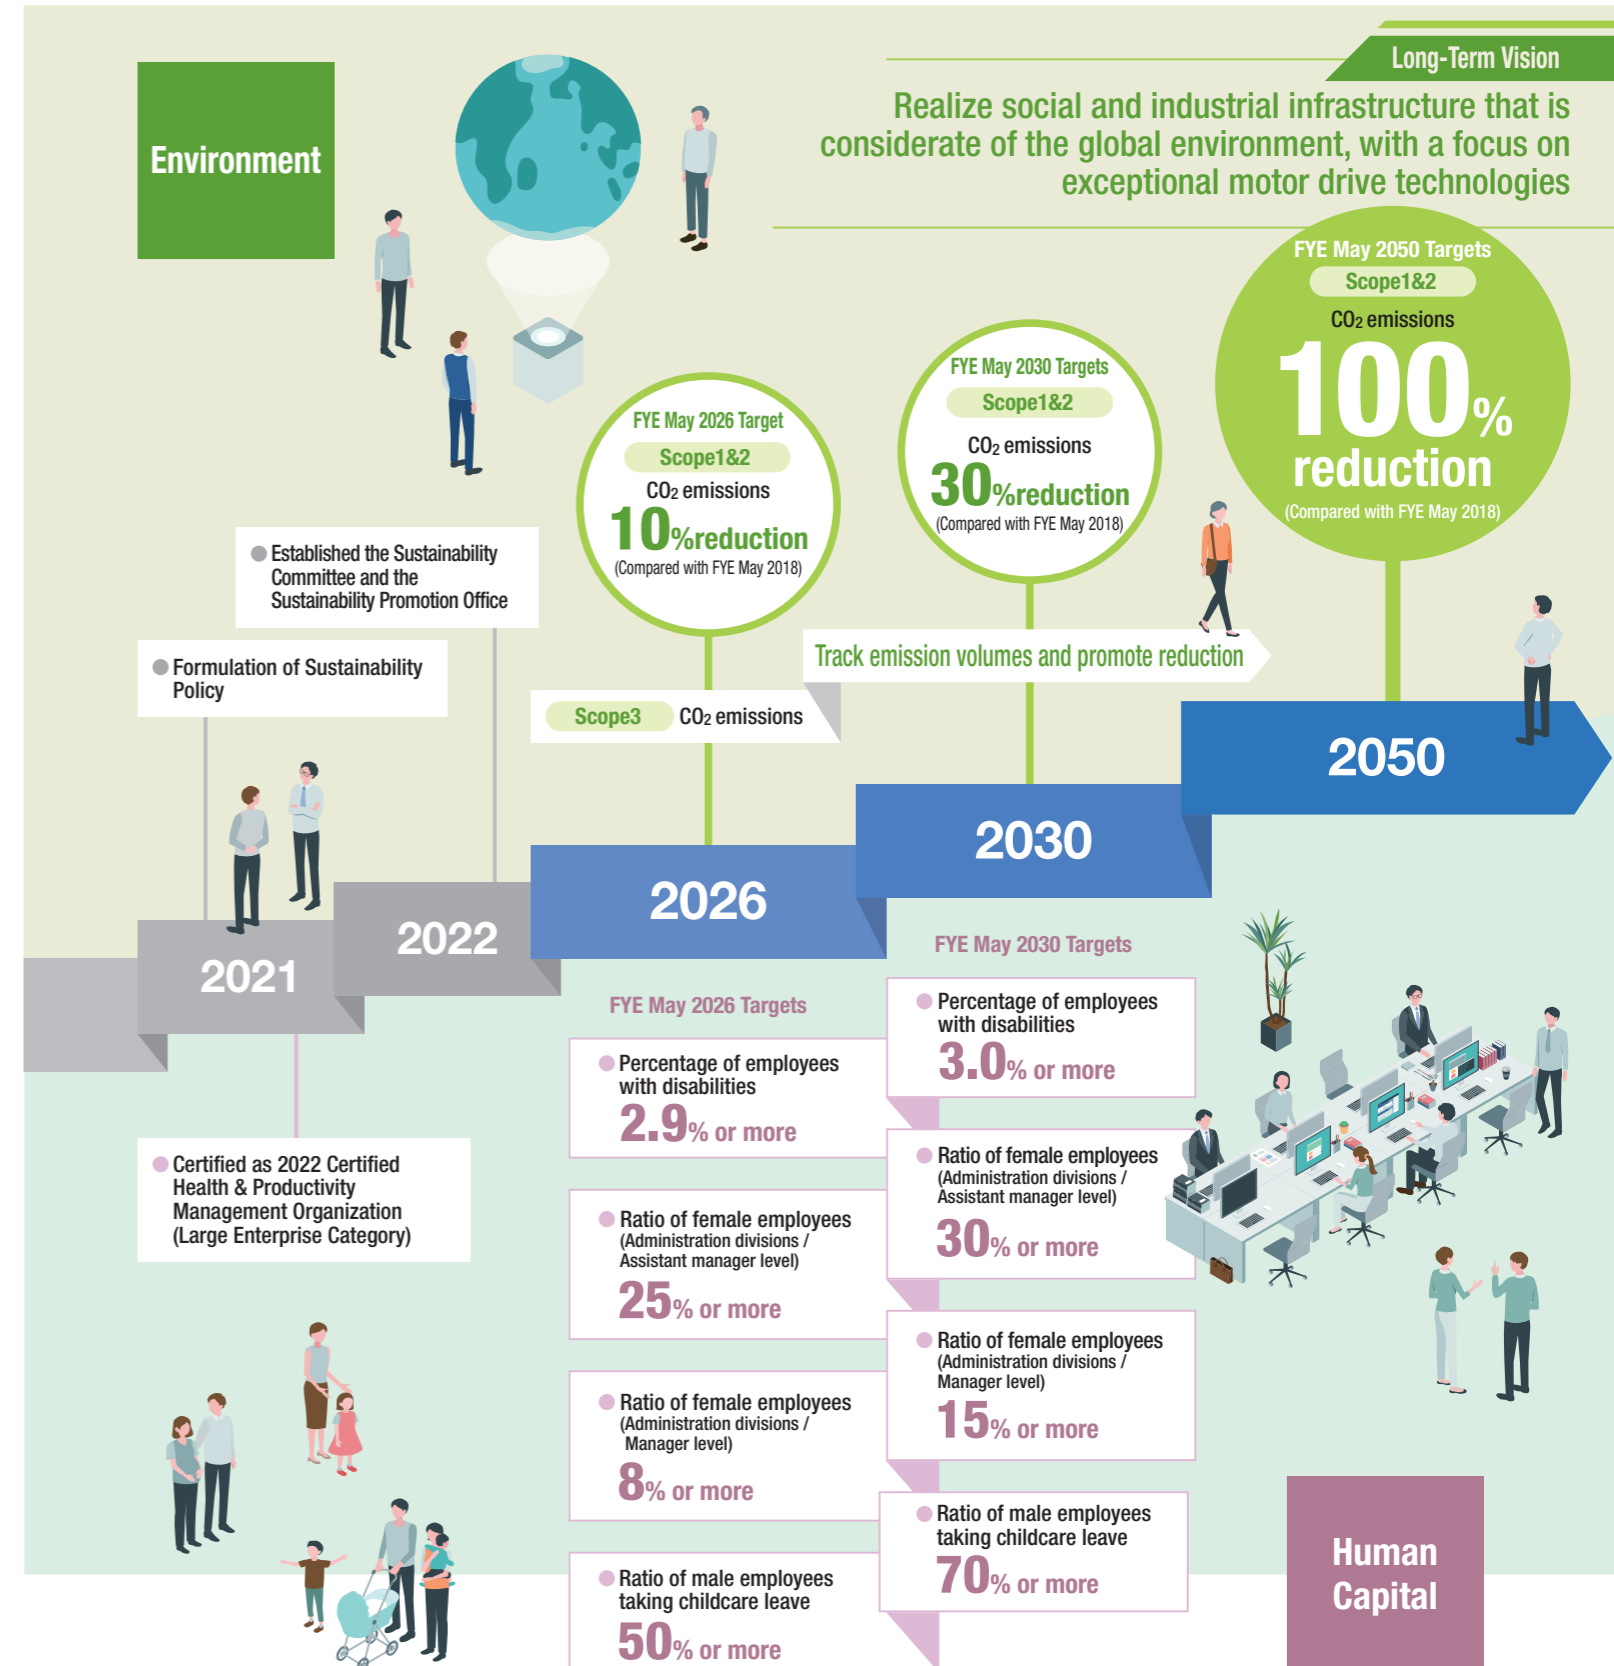 Long-Term Vision
Environment
Realize social and industrial infrastructure that is
considerate of the global environment, with a focus on
exceptional motor drive technologies
FYE May 2050 Targets
Scope1&2
CO2 emissions
100%
reduction
(Compared with FYE May 2018)
FYE May 2030 Targets
Scope1&2
CO2 emissions
30%reduction
(Compared with FYE May 2018)
FYE May 2026 Target
Scope1&2
CO2 emissions
10%reduction
(Compared with FYE May 2018)
Established the Sustainability
Committee and the
Sustainability Promotion Office
Formulation of Sustainability
Policy
Track emission volumes and promote reduction
Scope3 CO2 emissions
2050
2030
2026
2022
2021
FYE May 2026 Targets
Percentage of employees
with disabilities
2.9% or more
Ratio of female employees
(Administration divisions /
Assistant manager level)
25% or more
Ratio of female employees
(Administration divisions /
Manager level)
8% or more
Ratio of male employees
taking childcare leave
50% or more
FYE May 2030 Targets
Percentage of employees
with disabilities
3.0% or more
Ratio of female employees
(Administration divisions /
Assistant manager level)
30% or more
Ratio of female employees
(Administration divisions /
Manager level)
15% or more
Ratio of male employees
taking childcare leave
70% or more
Certified as 2022 Certified
Health & Productivity
Management Organization
(Large Enterprise Category)
Human
Capital